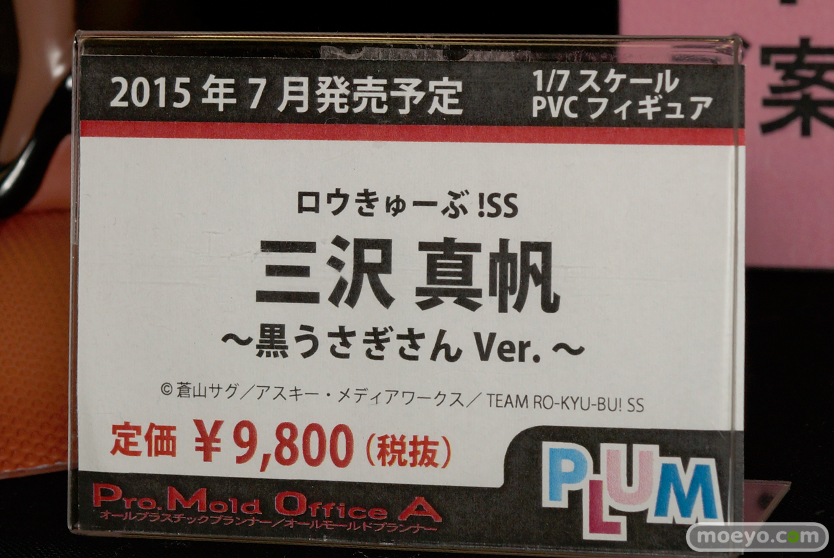 2015年7月発売予定
1/7 スケール
PVC フィギュア
ロウきゅーぶ!SS
三沢 真帆
～黒うさぎさん Ver.～
© 蒼山サグ／アスキー・メディアワークス／ TEAM RO-KYU-BU! SS
定価 ￥9,800（税抜）
Pro.Mold Office A
オールプラスチックプランナー／オールモールドプランナー
PLUM
案
moeyo.com